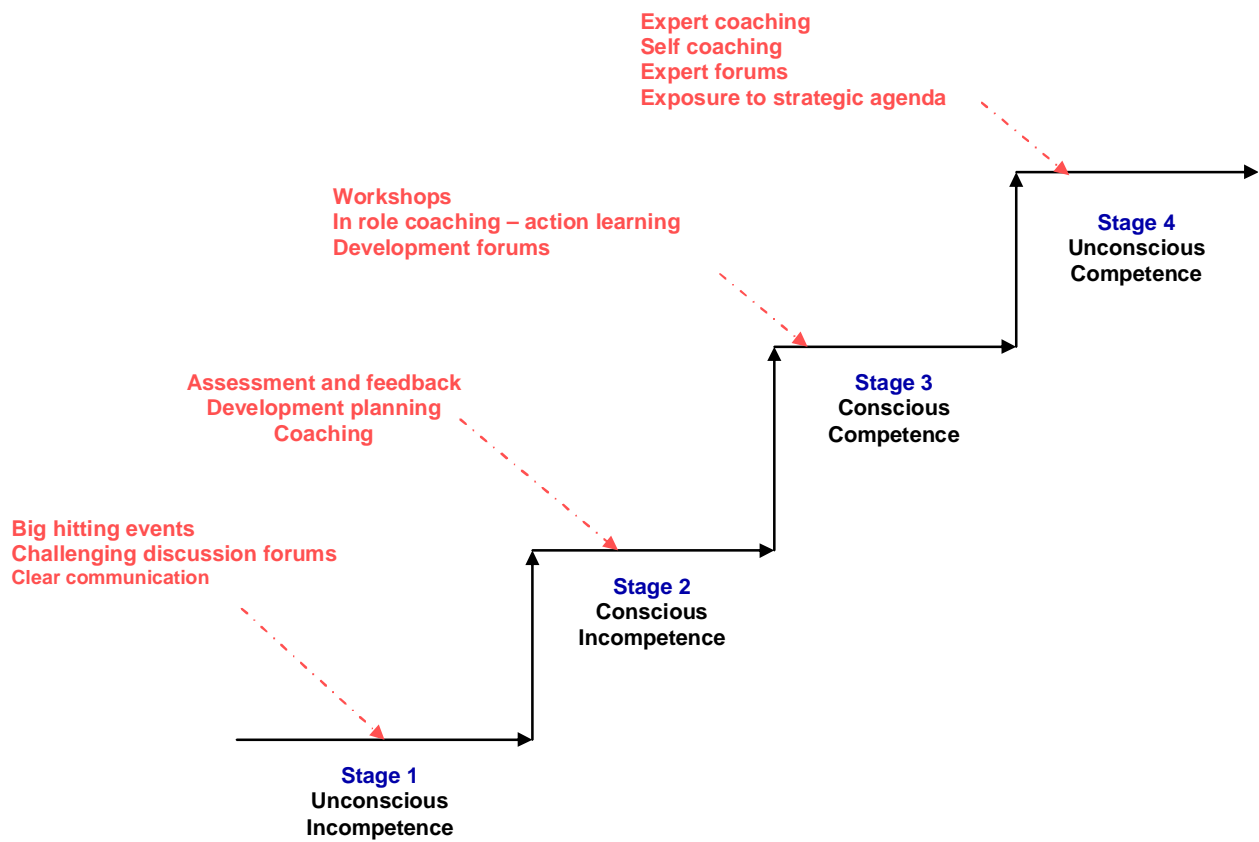 Expert coaching
Self coaching
Expert forums
Exposure to strategic agenda
Workshops
In role coaching – action learning
Development forums
Stage 4
Unconscious
Competence
Assessment and feedback
Development planning
Coaching
Stage 3
Conscious
Competence
Big hitting events
Challenging discussion forums
Clear communication
Stage 2
Conscious
Incompetence
Stage 1
Unconscious
Incompetence